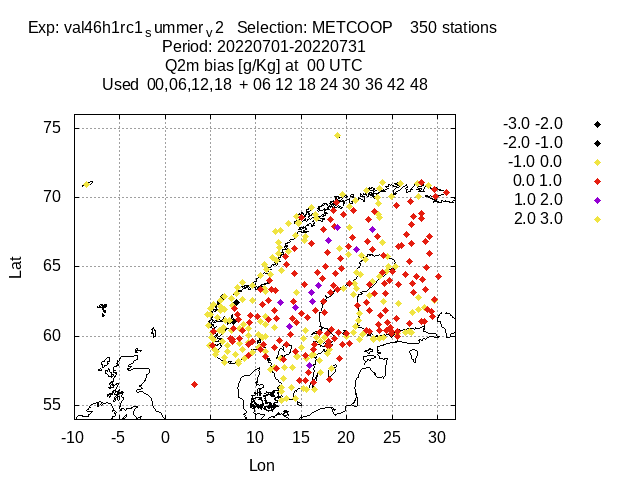 Exp: val46h1rc1summerv2 Selection: METCOOP 350 stations
Period: 20220701-20220731
Q2m bias [g/Kg] at 00 UTC
Used 00,06,12,18 + 06 12 18 24 30 36 42 48
-3.0 -2.0
-2.0 -1.0
-1.0 0.0
0.0 1.0
1.0 2.0
2.0 3.0
Lat
75
70
65
60
55
-10 -5 0 5 10 15 20 25 30
Lon